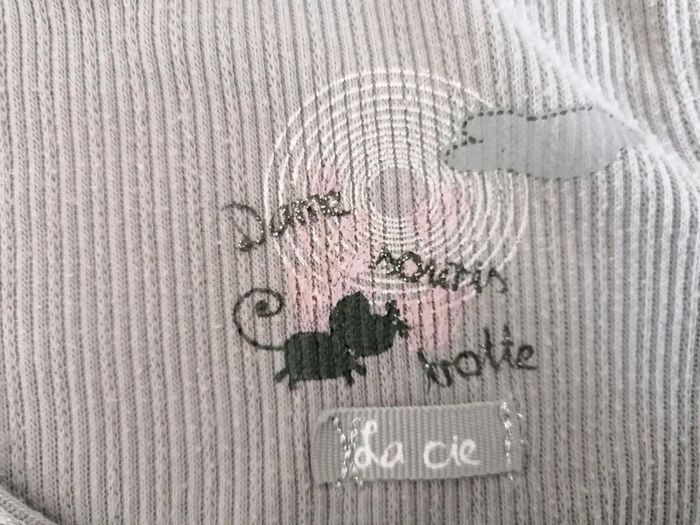 Dame
souris
trotte
La cie